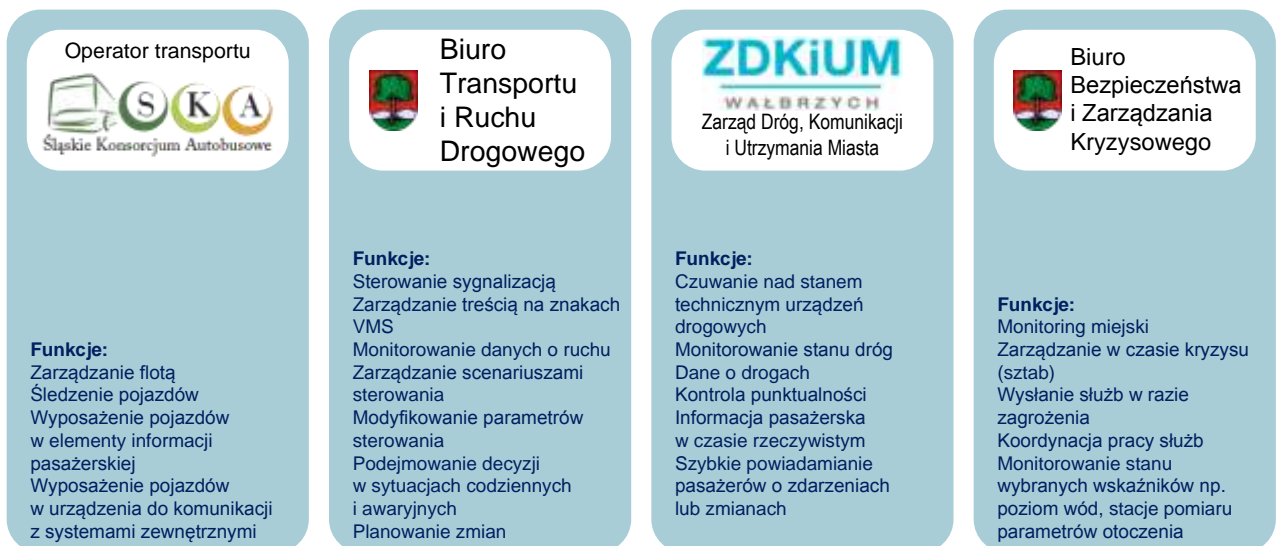 Operator transportu
S K A
Śląskie Konsorcjum Autobusowe
Funkcje:
Zarządzanie flotą
Śledzenie pojazdów
Wyposażenie pojazdów
w elementy informacji
pasażerskiej
Wyposażenie pojazdów
w urządzenia do komunikacji
z systemami zewnętrznymi
Biuro
Transportu
i Ruchu
Drogowego
Funkcje:
Sterowanie sygnalizacją
Zarządzanie treścią na znakach
VMS
Monitorowanie danych o ruchu
Zarządzanie scenariuszami
sterowania
Modyfikowanie parametrów
sterowania
Podejmowanie decyzji
w sytuacjach codziennych
i awaryjnych
Planowanie zmian
ZDKiUM
WAŁBRZYCH
Zarząd Dróg, Komunikacji
i Utrzymania Miasta
Funkcje:
Czuwanie nad stanem
technicznym urządzeń
drogowych
Monitorowanie stanu dróg
Dane o drogach
Kontrola punktualności
Informacja pasażerska
w czasie rzeczywistym
Szybkie powiadamianie
pasażerów o zdarzeniach
lub zmianach
Biuro
Bezpieczeństwa
i Zarządzania
Kryzysowego
Funkcje:
Monitoring miejski
Zarządzanie w czasie kryzysu
(sztab)
Wysłanie służb w razie
zagrożenia
Koordynacja pracy służb
Monitorowanie stanu
wybranych wskaźników np.
poziom wód, stacje pomiaru
parametrów otoczenia